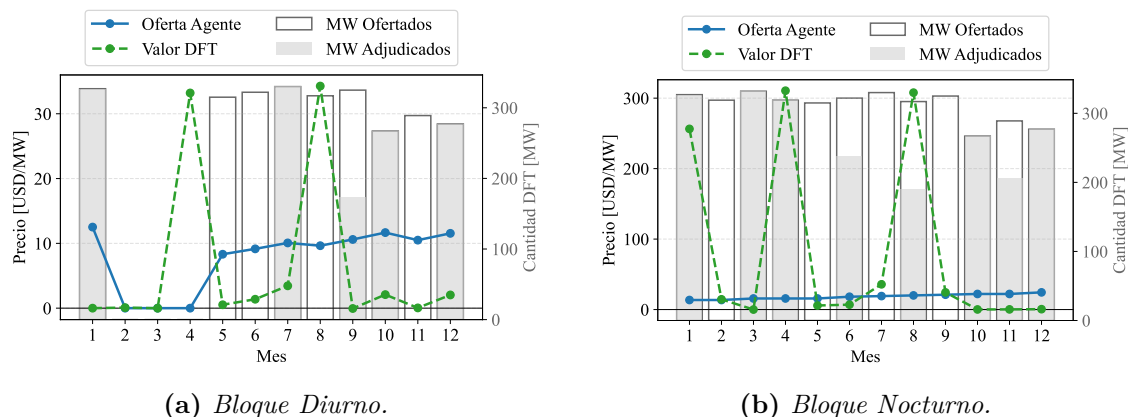 Oferta Agente
Valor DFT
MW Ofertados
MW Adjudicados
Precio [USD/MW]
30
20
10
0
300
200
100
0
Cantidad DFT [MW]
1 2 3 4 5 6 7 8 9 10 11 12
Mes
(a) Bloque Diurno.
Oferta Agente
Valor DFT
MW Ofertados
MW Adjudicados
Precio [USD/MW]
300
200
100
0
300
200
100
0
Cantidad DFT [MW]
1 2 3 4 5 6 7 8 9 10 11 12
Mes
(b) Bloque Nocturno.